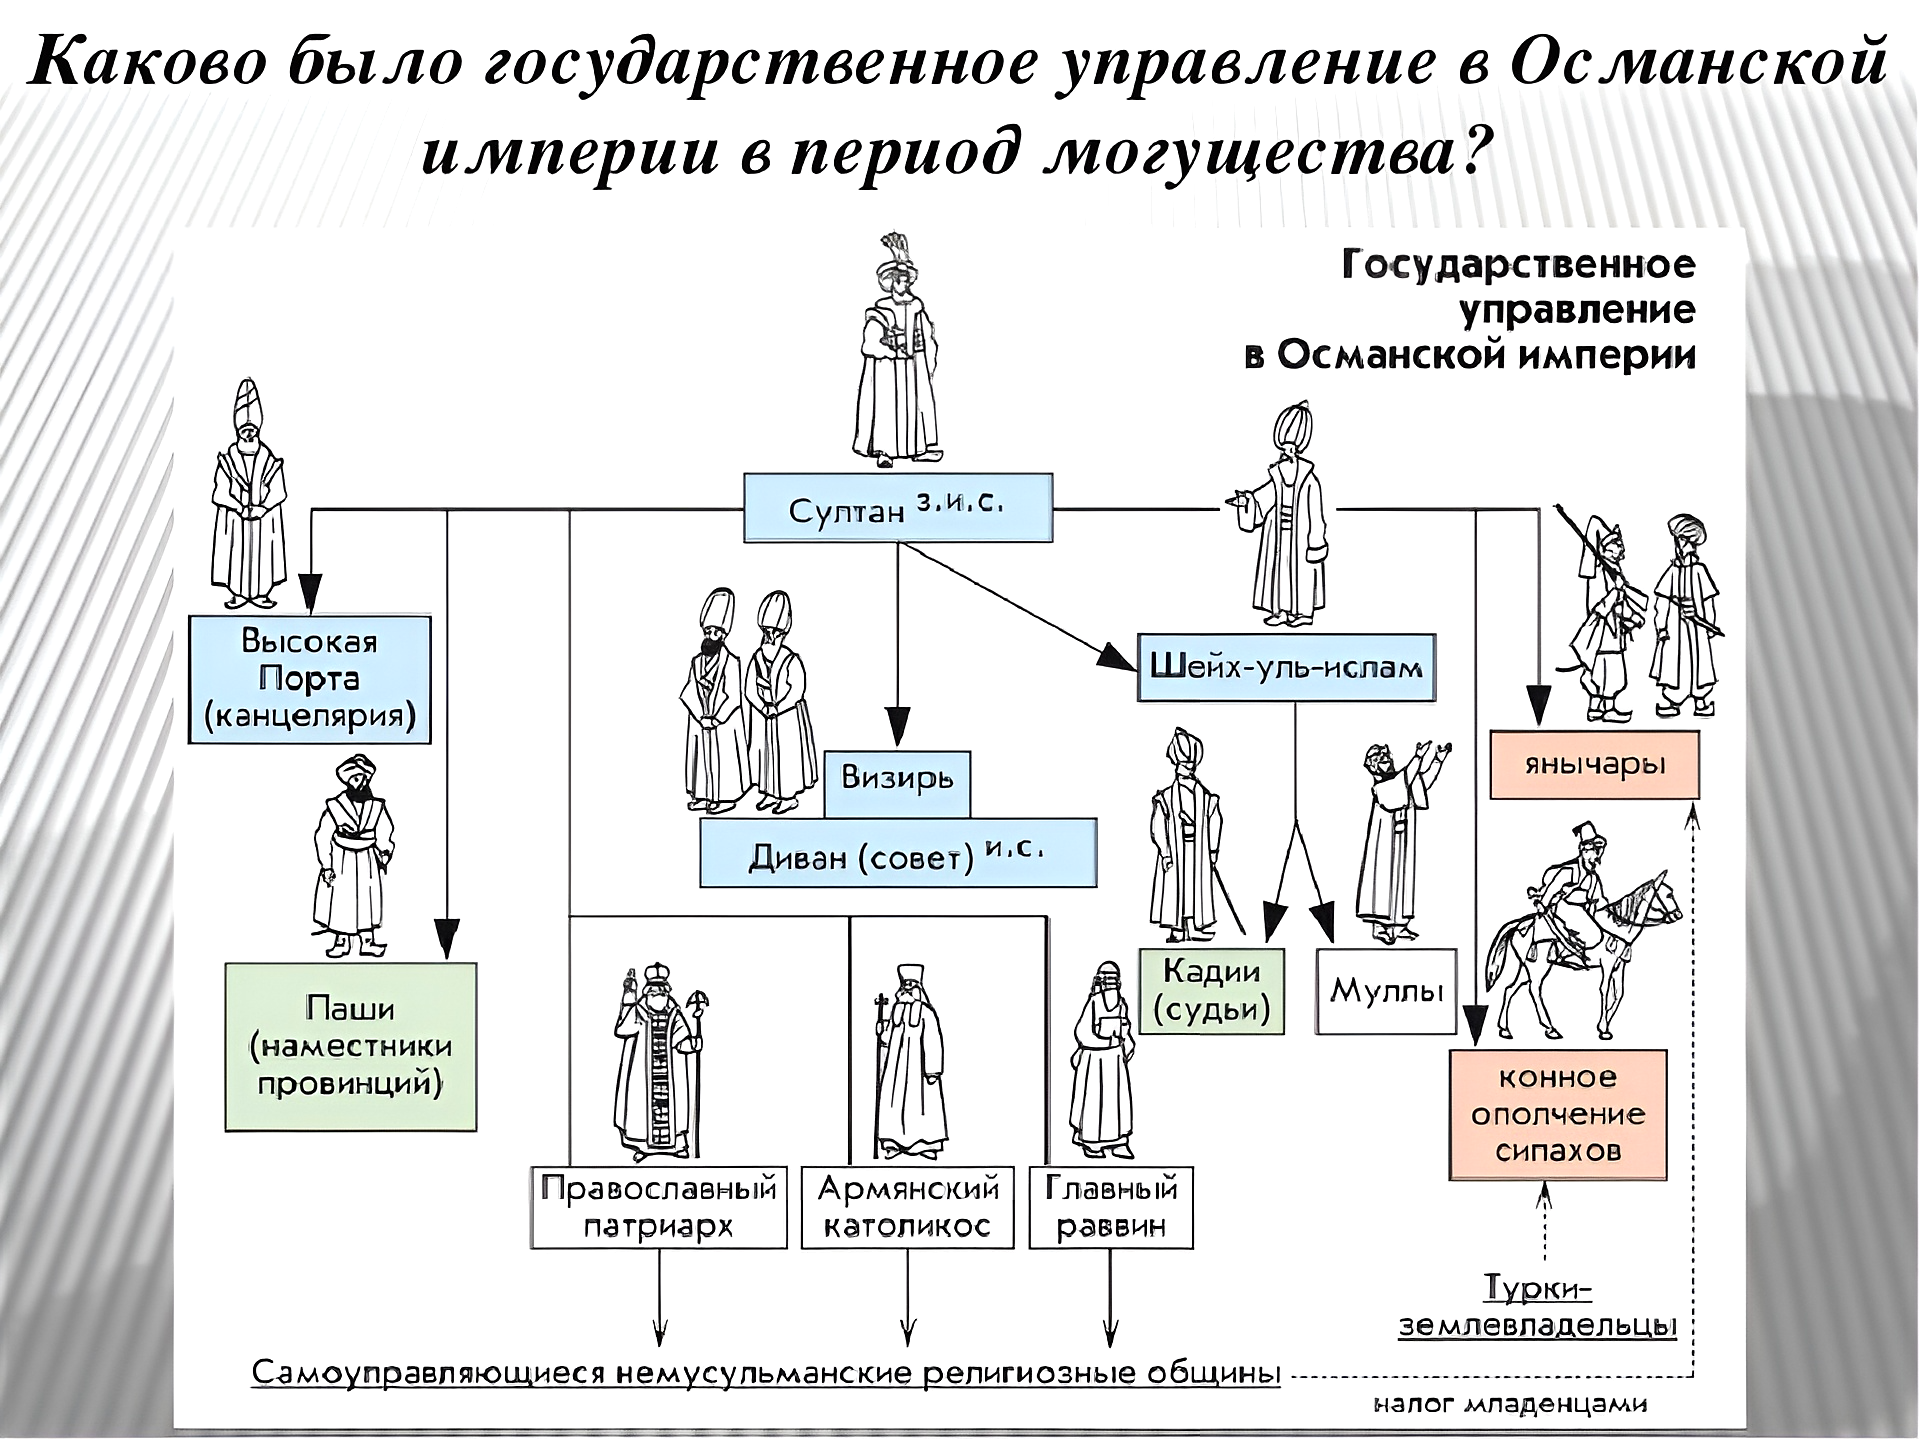 Каково было государственное управление в Османской
империи в период могущества?
Государственное
управление
в Османской империи
Султан з.и.с.
Высокая
Порта
(канцелярия)
Шейх-уль-ислам
янычары
Визирь
Диван (совет) и.с.
Паши
(наместники
провинций)
Кадии
(судьи)
Муллы
конное
ополчение
сипахов
Православный
патриарх
Армянский
католикос
Главный
раввин
Турки-
землевладельцы
Самоуправляющиеся немусульманские религиозные общины
налог младенцами